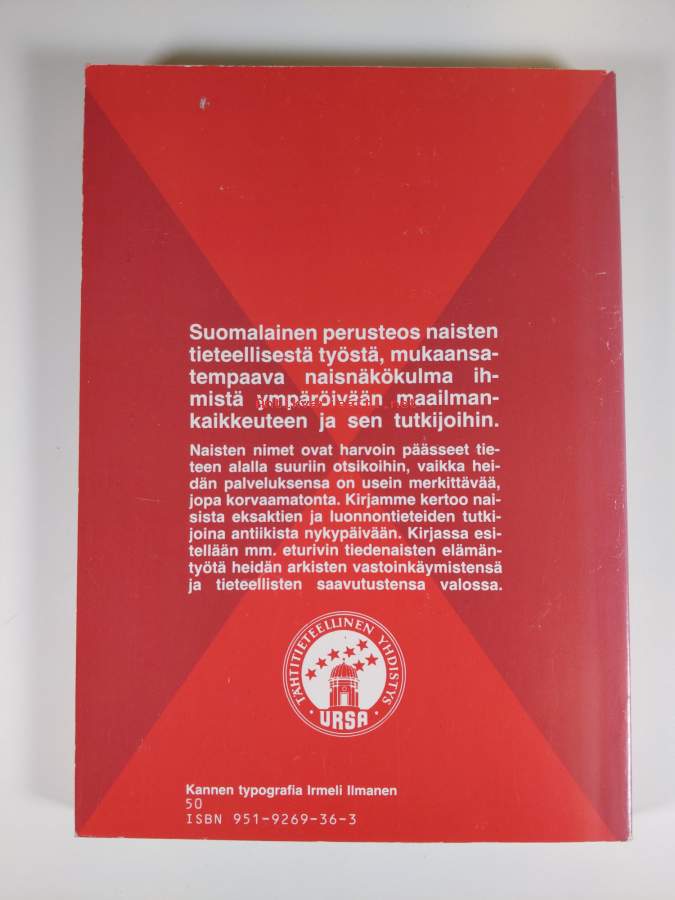 Suomalainen perusteos naisten
tieteellisestä työstä, mukaansa-
tempaava naisnäkökulma ih-
mistä ympäröivään maailman-
kaikkeuteen ja sen tutkijoihin.
Naisten nimet ovat harvoin päässeet tie-
teen alalla suuriin otsikoihin, vaikka hei-
dän palveluksensa on usein merkittävää,
jopa korvaamatonta. Kirjamme kertoo nai-
sista eksaktien ja luonnontieteiden tutki-
joina antiikista nykypäivään. Kirjassa esi-
tellään mm. eturivin tiedenaisten elämän-
työtä heidän arkisten vastoinkäymistensä
ja tieteellisten saavutustensa valossa.
TÄHTITIETEELLINEN YHDISTYS
· URSA ·
Kannen typografia Irmeli Ilmanen
50
ISBN 951-9269-36-3